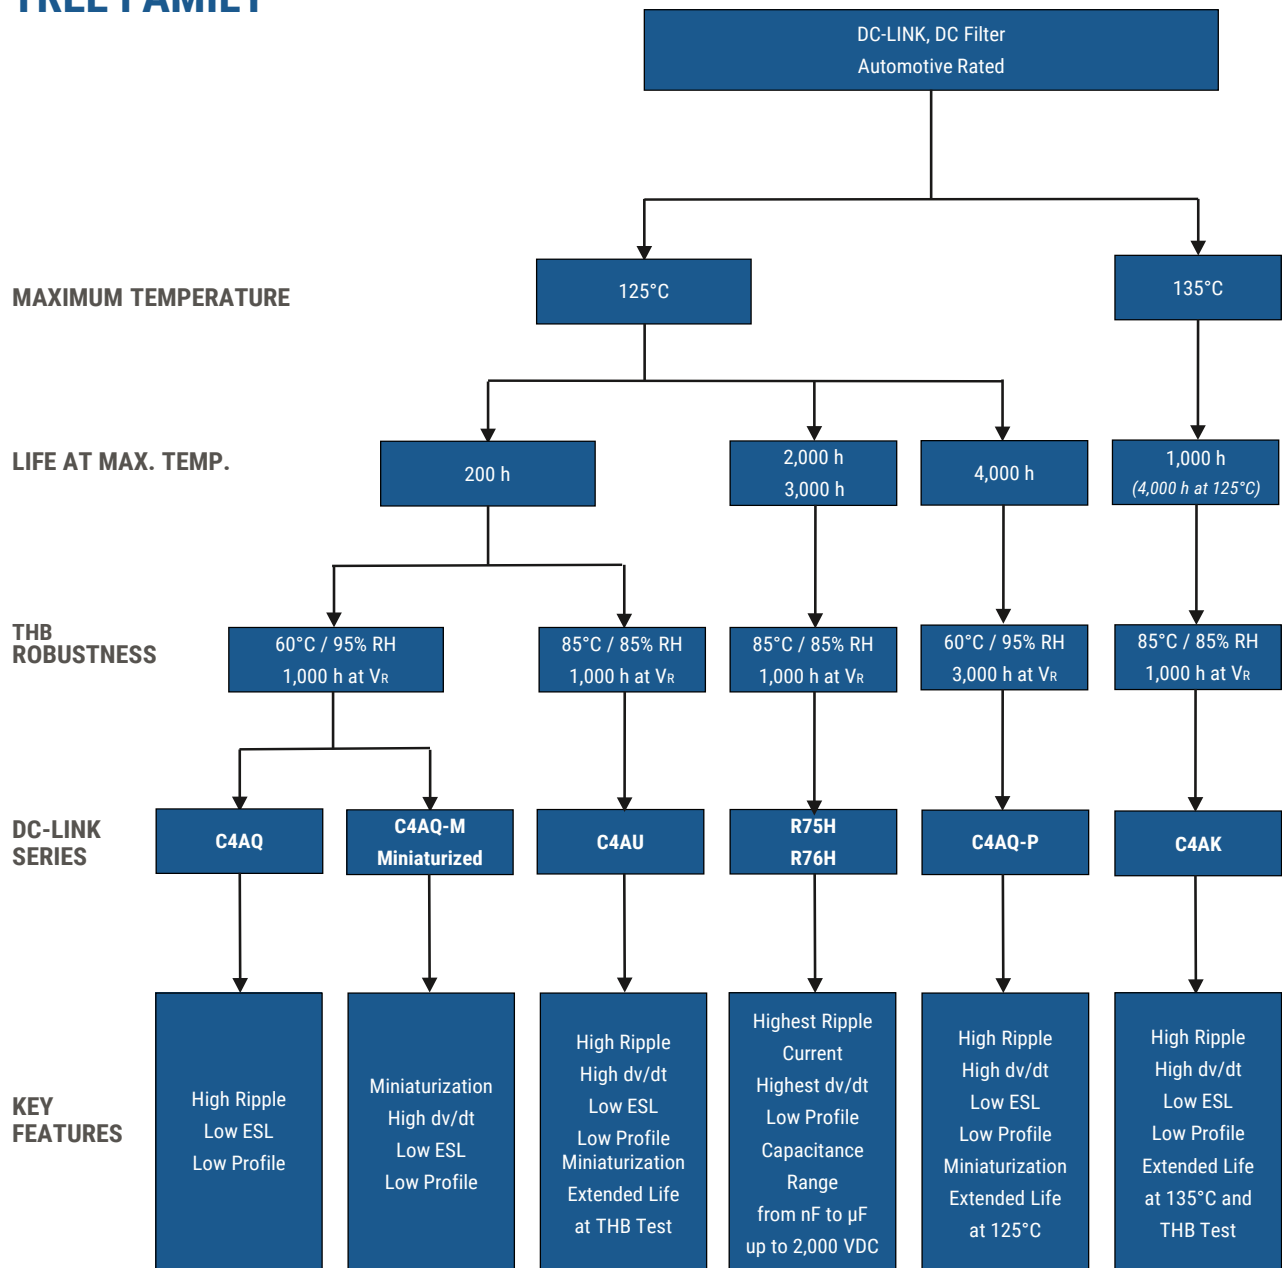 TREE FAMILY
DC-LINK, DC Filter
Automotive Rated
MAXIMUM TEMPERATURE
125°C
135°C
LIFE AT MAX. TEMP.
200 h
2,000 h
3,000 h
4,000 h
1,000 h
(4,000 h at 125°C)
THB
ROBUSTNESS
60°C / 95% RH
1,000 h at VR
85°C / 85% RH
1,000 h at VR
85°C / 85% RH
1,000 h at VR
60°C / 95% RH
3,000 h at VR
85°C / 85% RH
1,000 h at VR
DC-LINK
SERIES
C4AQ
C4AQ-M
Miniaturized
C4AU
R75H
R76H
C4AQ-P
C4AK
KEY
FEATURES
High Ripple
Low ESL
Low Profile
Miniaturization
High dv/dt
Low ESL
Low Profile
High Ripple
High dv/dt
Low ESL
Low Profile
Miniaturization
Extended Life
at THB Test
Highest Ripple
Current
Highest dv/dt
Low Profile
Capacitance
Range
from nF to µF
up to 2,000 VDC
High Ripple
High dv/dt
Low ESL
Low Profile
Miniaturization
Extended Life
at 125°C
High Ripple
High dv/dt
Low ESL
Low Profile
Extended Life
at 135°C and
THB Test